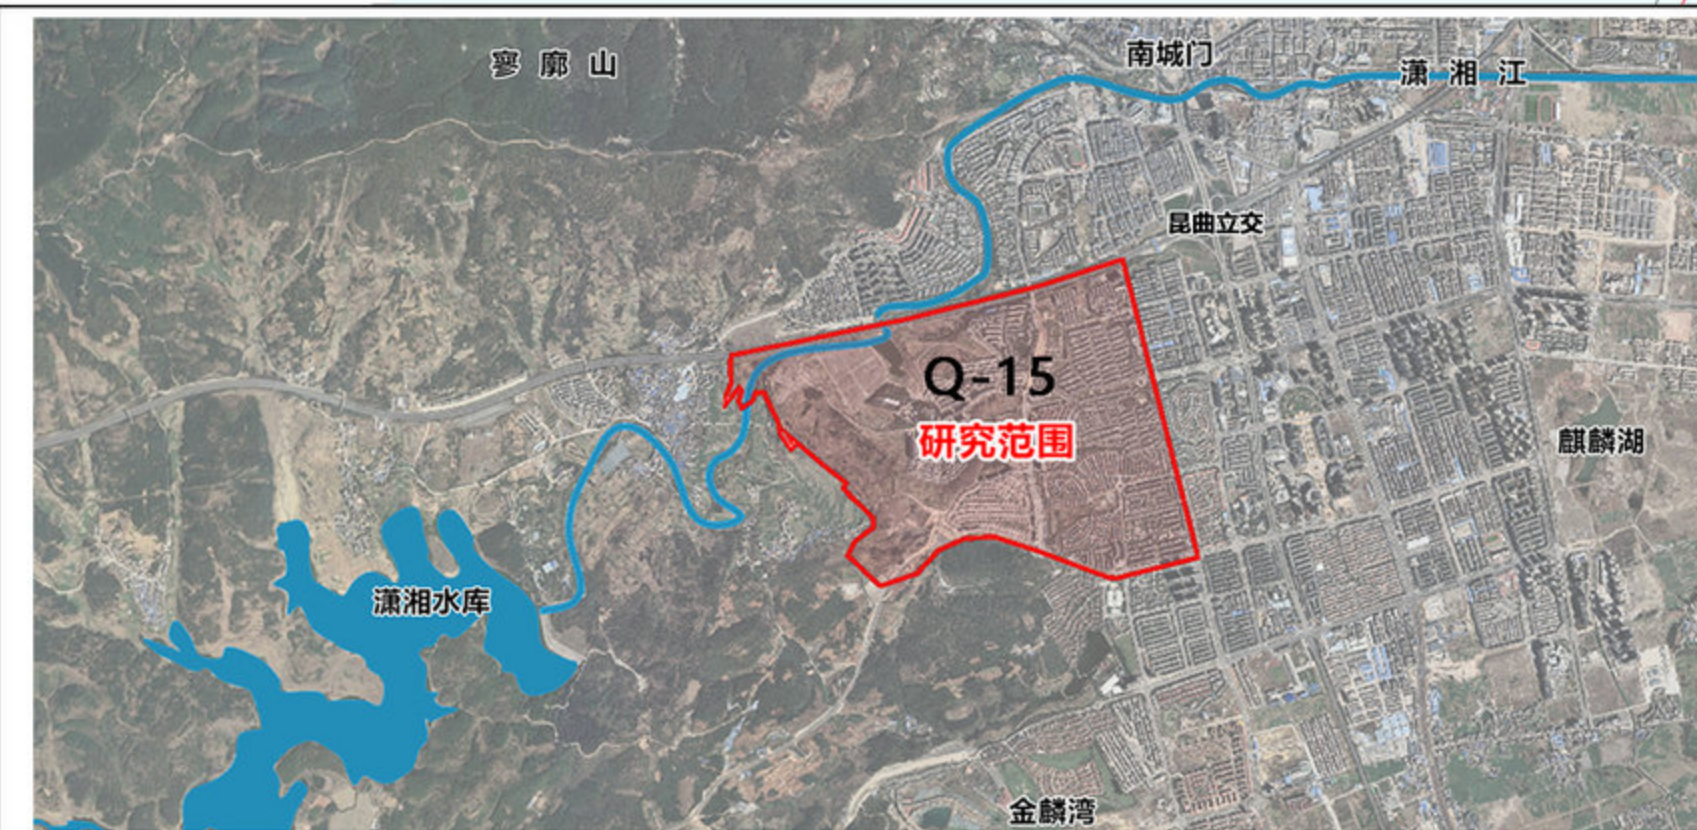 寥廓山
南城门
潇湘江
昆曲立交
Q-15
研究范围
麒麟湖
潇湘水库
金麟湾